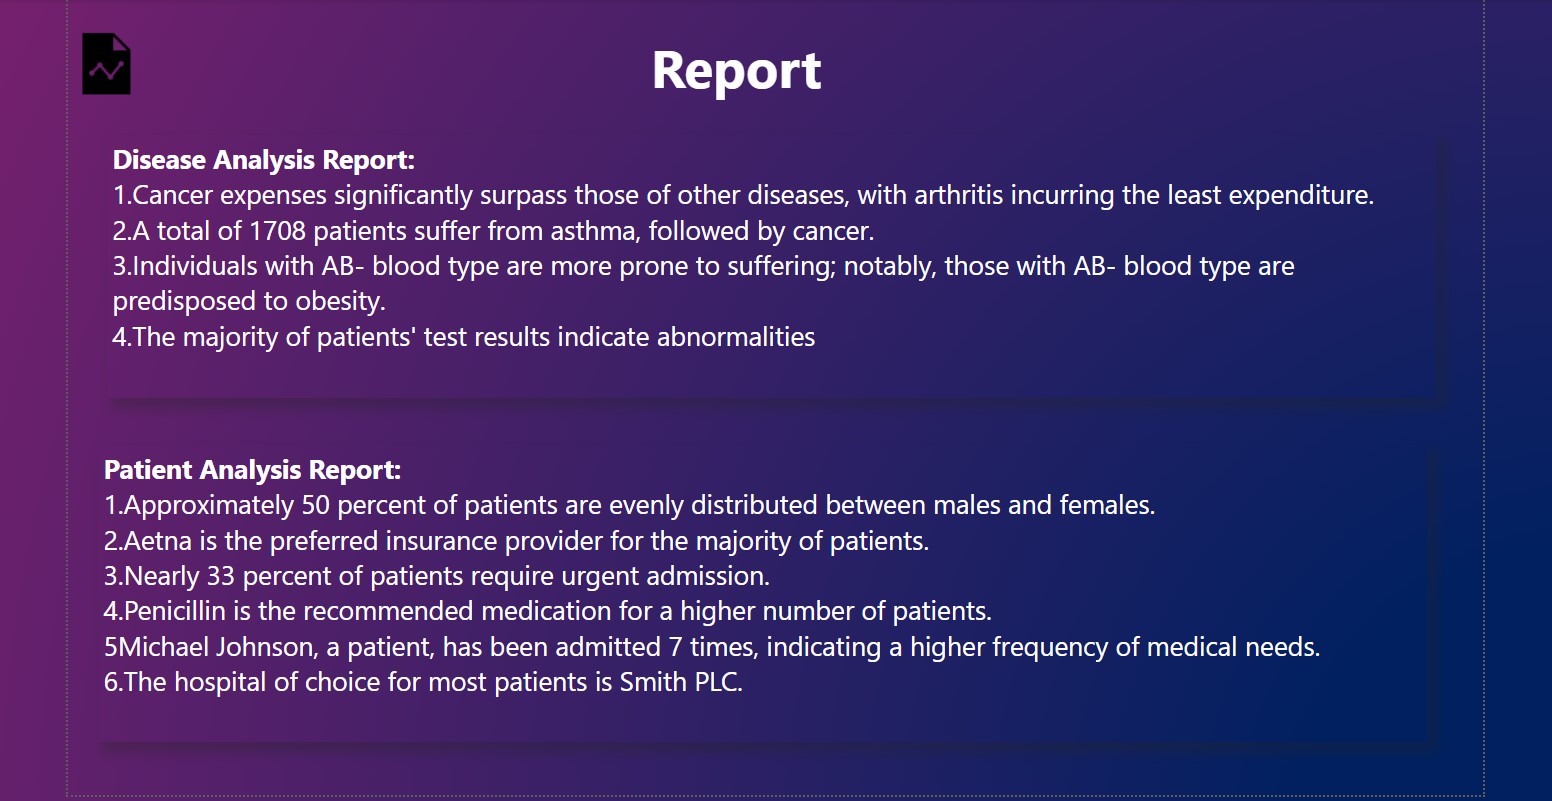 Report
Disease Analysis Report:
1.Cancer expenses significantly surpass those of other diseases, with arthritis incurring the least expenditure.
2.A total of 1708 patients suffer from asthma, followed by cancer.
3.Individuals with AB- blood type are more prone to suffering; notably, those with AB- blood type are
predisposed to obesity.
4.The majority of patients' test results indicate abnormalities
Patient Analysis Report:
1.Approximately 50 percent of patients are evenly distributed between males and females.
2.Aetna is the preferred insurance provider for the majority of patients.
3.Nearly 33 percent of patients require urgent admission.
4.Penicillin is the recommended medication for a higher number of patients.
5Michael Johnson, a patient, has been admitted 7 times, indicating a higher frequency of medical needs.
6.The hospital of choice for most patients is Smith PLC.